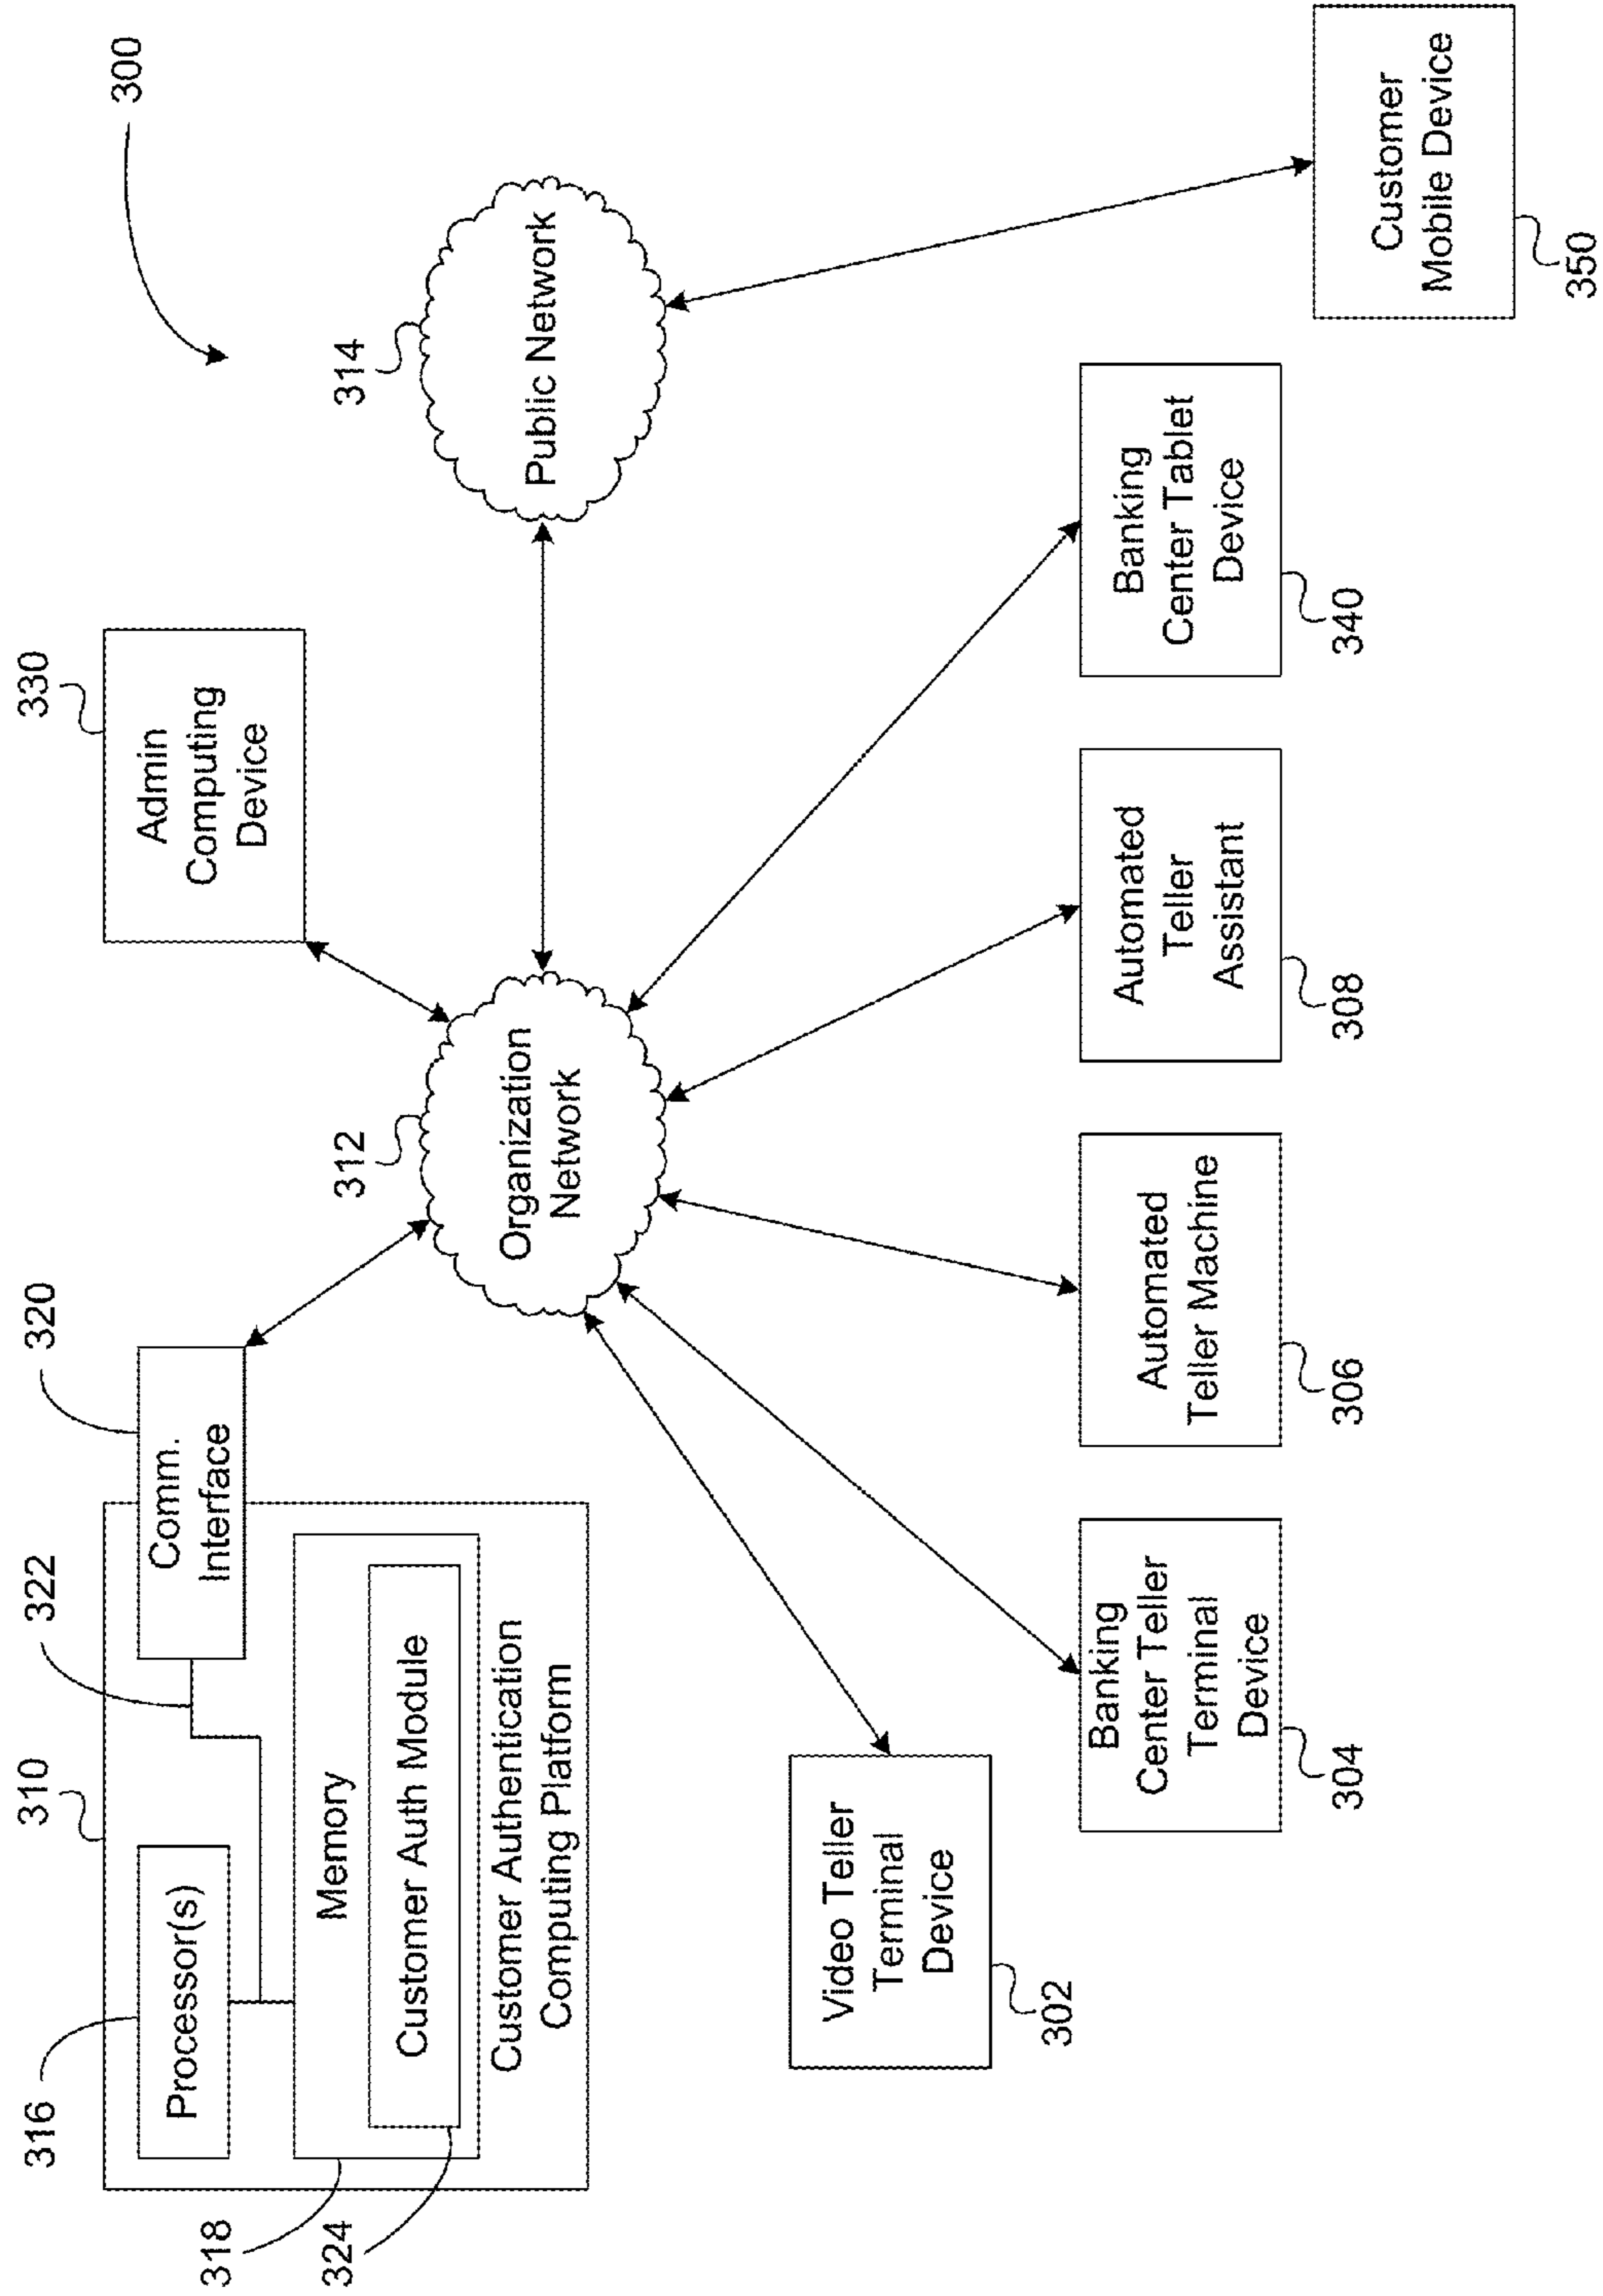 300
310
322
320
316
Processor(s)
Comm.
Interface
318
Memory
324
Customer Auth Module
Customer Authentication
Computing Platform
330
Admin
Computing
Device
312
Organization
Network
314
Public Network
Video Teller
Terminal
Device
302
Banking
Center Teller
Terminal
Device
304
Automated
Teller Machine
306
Automated
Teller
Assistant
308
Banking
Center Tablet
Device
340
Customer
Mobile Device
350